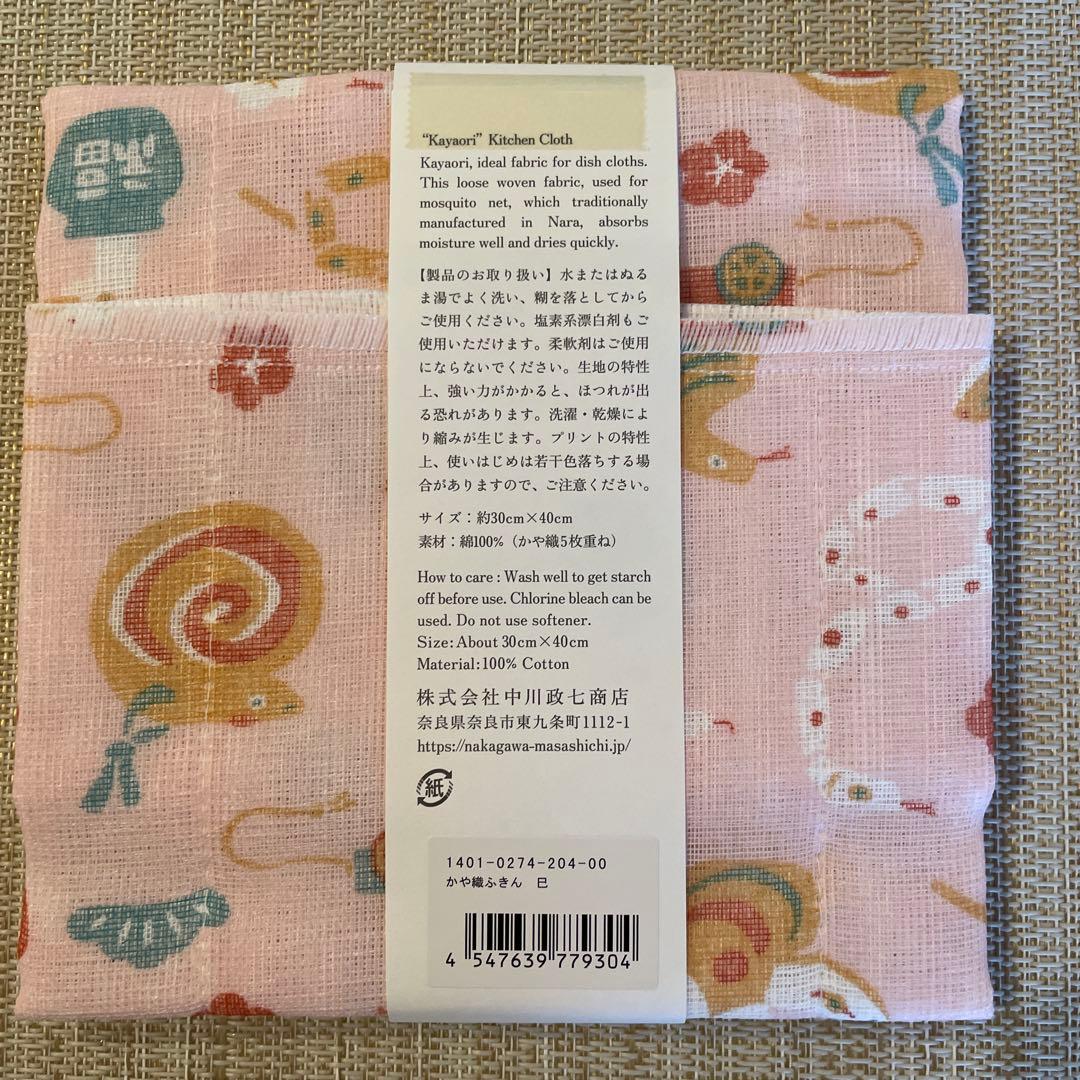 福
"Kayaori" Kitchen Cloth
Kayaori, ideal fabric for dish cloths.
This loose woven fabric, used for
mosquito net, which traditionally
manufactured in Nara, absorbs
moisture well and dries quickly.
【製品のお取り扱い】水またはぬる
ま湯でよく洗い、糊を落としてから
ご使用ください。塩素系漂白剤もご
使用いただけます。柔軟剤はご使用
にならないでください。生地の特性
上、強い力がかかると、ほつれが出
る恐れがあります。洗濯・乾燥によ
り縮みが生じます。プリントの特性
上、使いはじめは若干色落ちする場
合がありますので、ご注意ください。
サイズ：約30cm×40cm
素材：綿100%（かや織5枚重ね）
How to care : Wash well to get starch
off before use. Chlorine bleach can be
used. Do not use softener.
Size: About 30cm×40cm
Material: 100% Cotton
株式会社中川政七商店
奈良県奈良市東九条町1112-1
https://nakagawa-masashichi.jp/
紙
1401-0274-204-00
かや織ふきん　巳
4 547639 779304